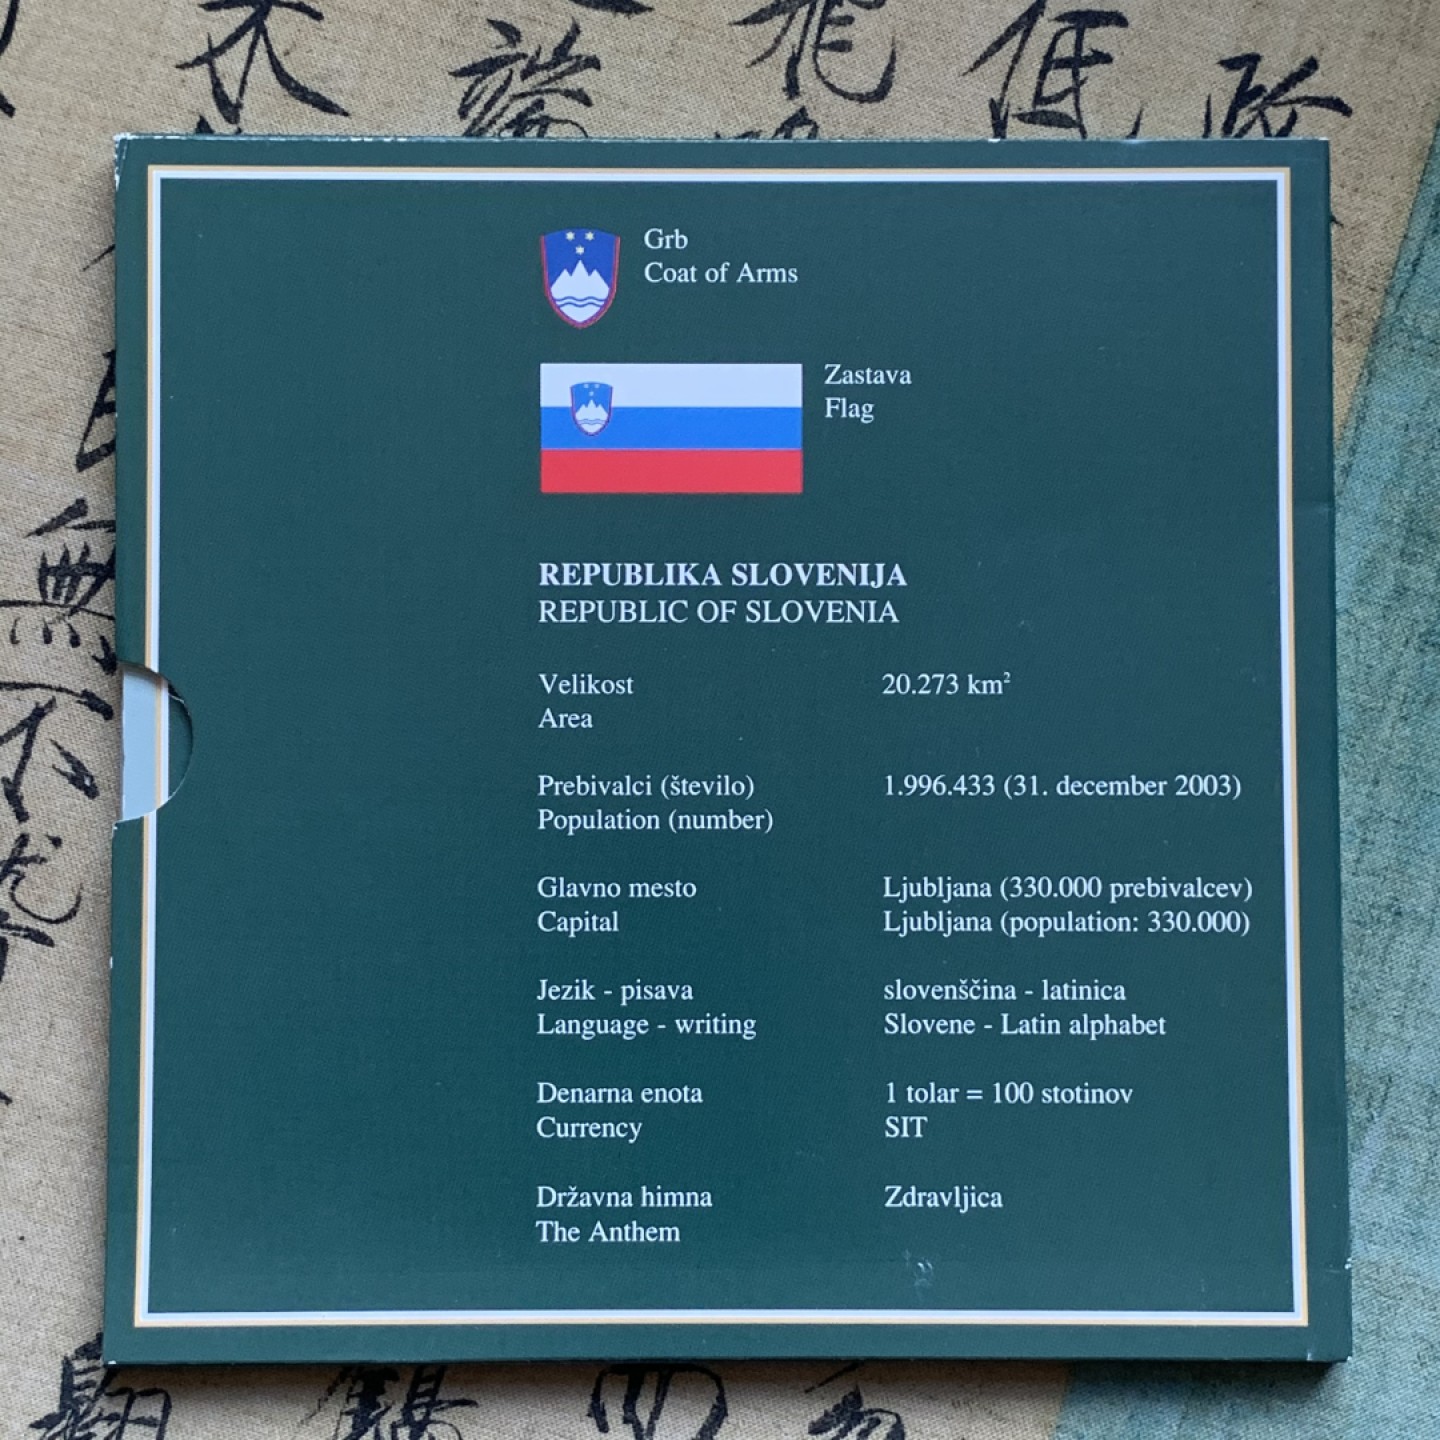 Grb
Coat of Arms
Zastava
Flag
REPUBLIKA SLOVENIJA
REPUBLIC OF SLOVENIA
Velikost 20.273 km²
Area
Prebivalci (število) 1.996.433 (31. december 2003)
Population (number)
Glavno mesto Ljubljana (330.000 prebivalcev)
Capital Ljubljana (population: 330.000)
Jezik - pisava slovenščina - latinica
Language - writing Slovene - Latin alphabet
Denarna enota 1 tolar = 100 stotinov
Currency SIT
Državna himna Zdravljica
The Anthem